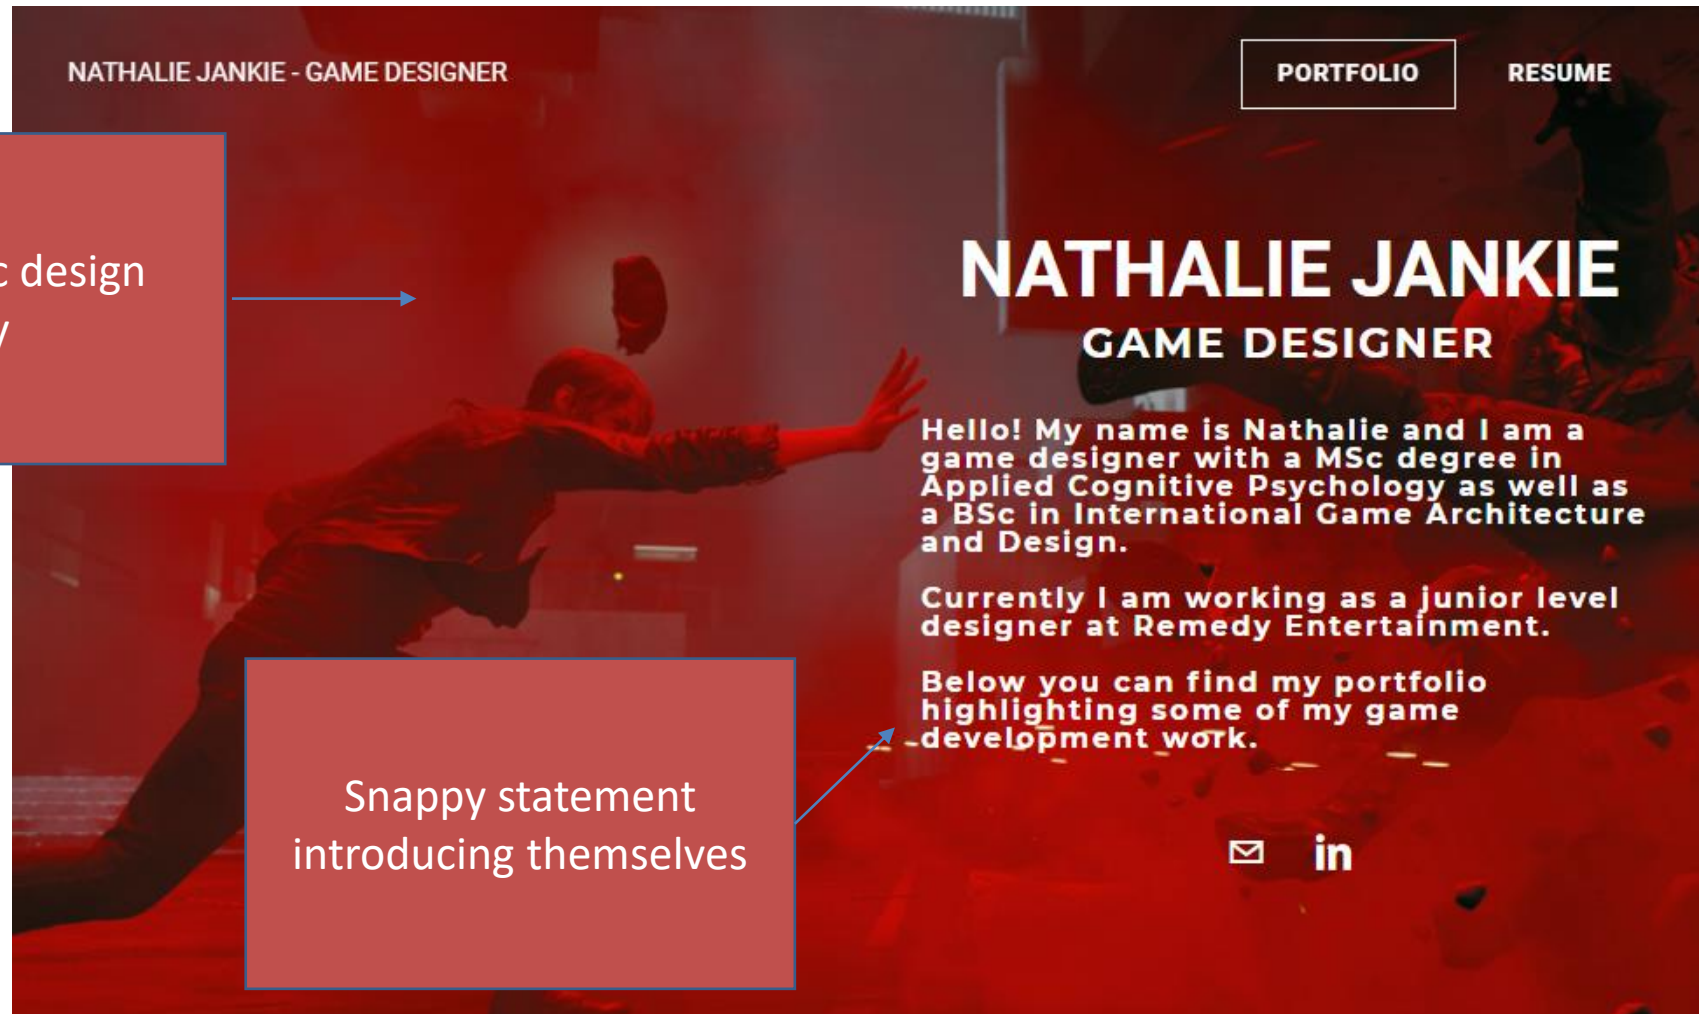 NATHALIE JANKIE - GAME DESIGNER
PORTFOLIO
RESUME
design
NATHALIE JANKIE
GAME DESIGNER
Hello! My name is Nathalie and I am a
game designer with a MSc degree in
Applied Cognitive Psychology as well as
a BSc in International Game Architecture
and Design.
Currently I am working as a junior level
designer at Remedy Entertainment.
Below you can find my portfolio
highlighting some of my game
development work.
Snappy statement
introducing themselves
in